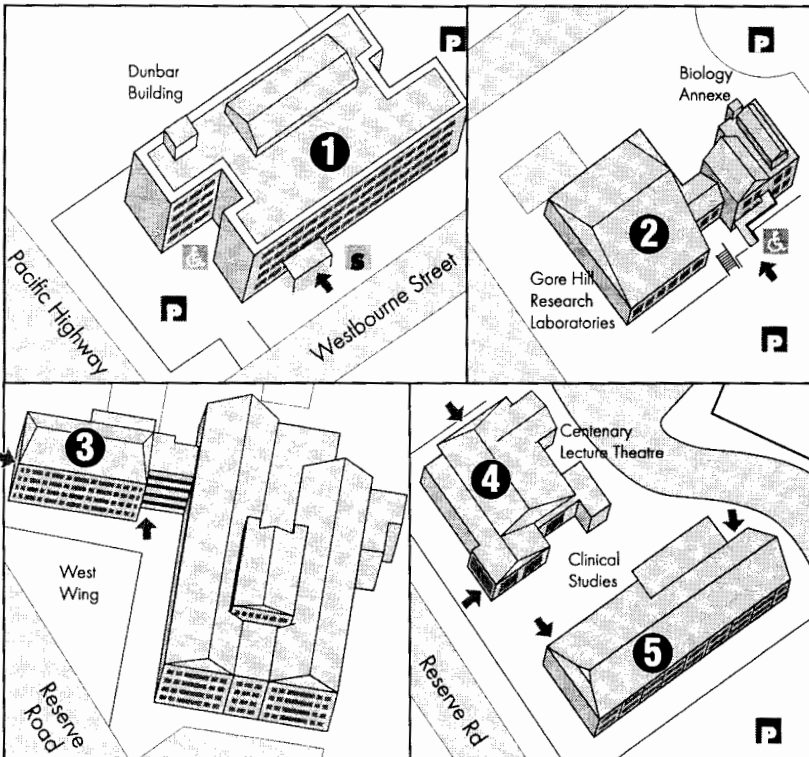 P
Dunbar
Building
1
S
P
Pacific Highway
Westbourne Street
P
Biology
Annexe
2
Gore Hill
Research
Laboratories
P
3
West
Wing
Reserve
Road
4
Centenary
Lecture Theatre
Clinical
Studies
5
Reserve Rd
P